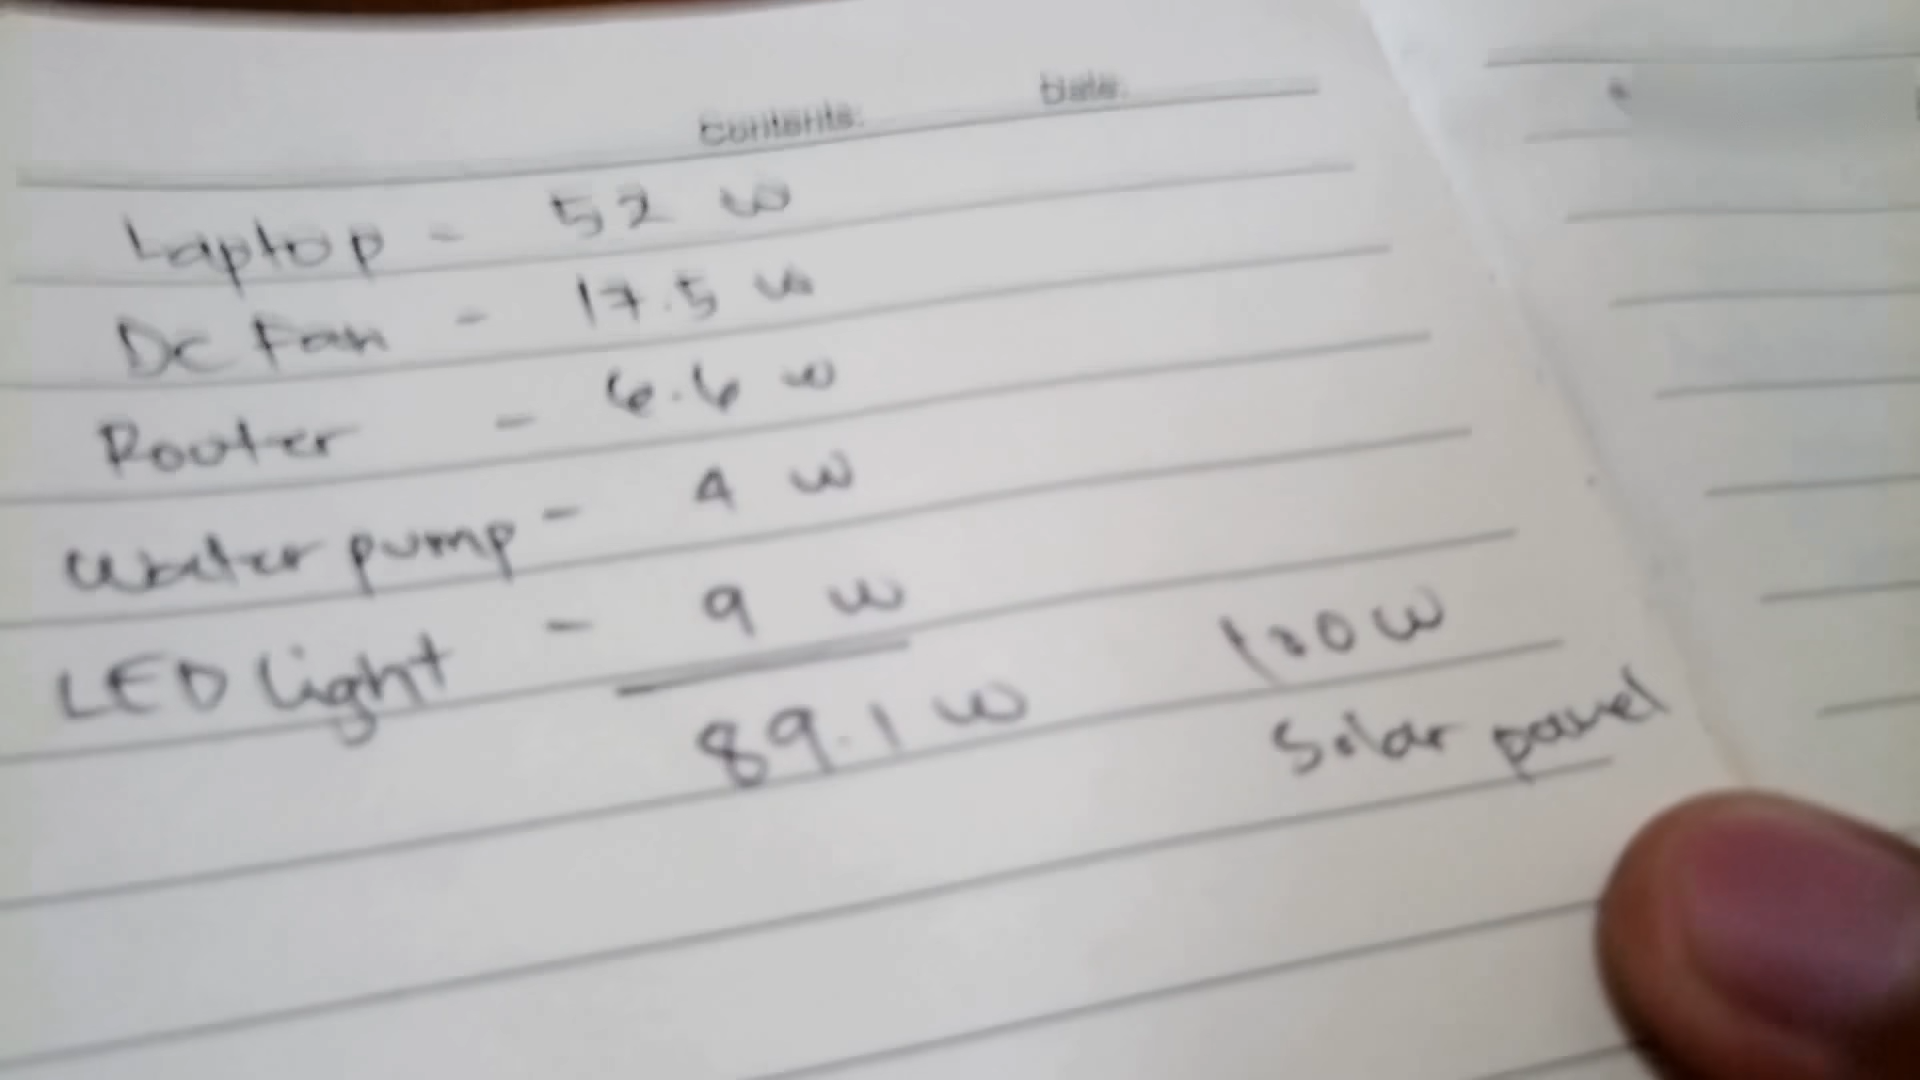 Contents:
Date:
Laptop - 52 W
DC Fan - 17.5 W
Router - 6.6 W
Water pump - 4 W
LED light - 9 W
89.1 W
100 W
Solar panel